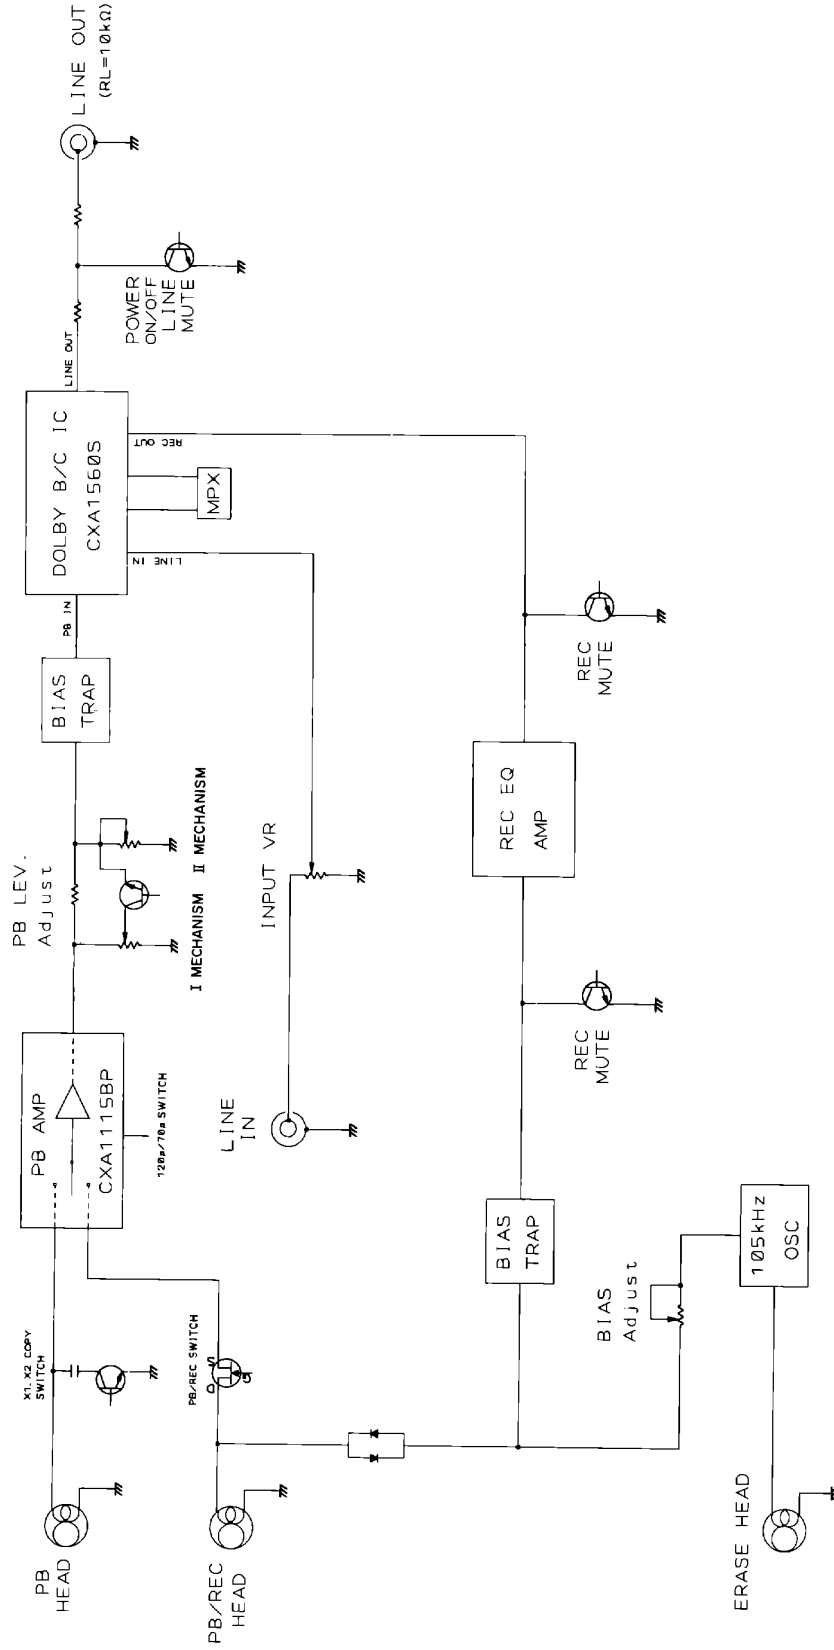 PB
HEAD
PB/REC
HEAD
ERASE HEAD
X1. X2 COPY
SWITCH
PB/REC SWITCH
D
S
G
PB AMP
CXA1115BP
120μ/70μ SWITCH
PB LEV.
Adjust
I MECHANISM
II MECHANISM
BIAS
TRAP
PB IN
DOLBY B/C IC
CXA1560S
LINE IN
REC OUT
LINE OUT
MPX
POWER
ON/OFF
LINE
MUTE
LINE OUT
(RL=10kΩ)
LINE
IN
INPUT VR
BIAS
TRAP
REC
MUTE
REC EQ
AMP
REC
MUTE
BIAS
Adjust
105kHz
OSC